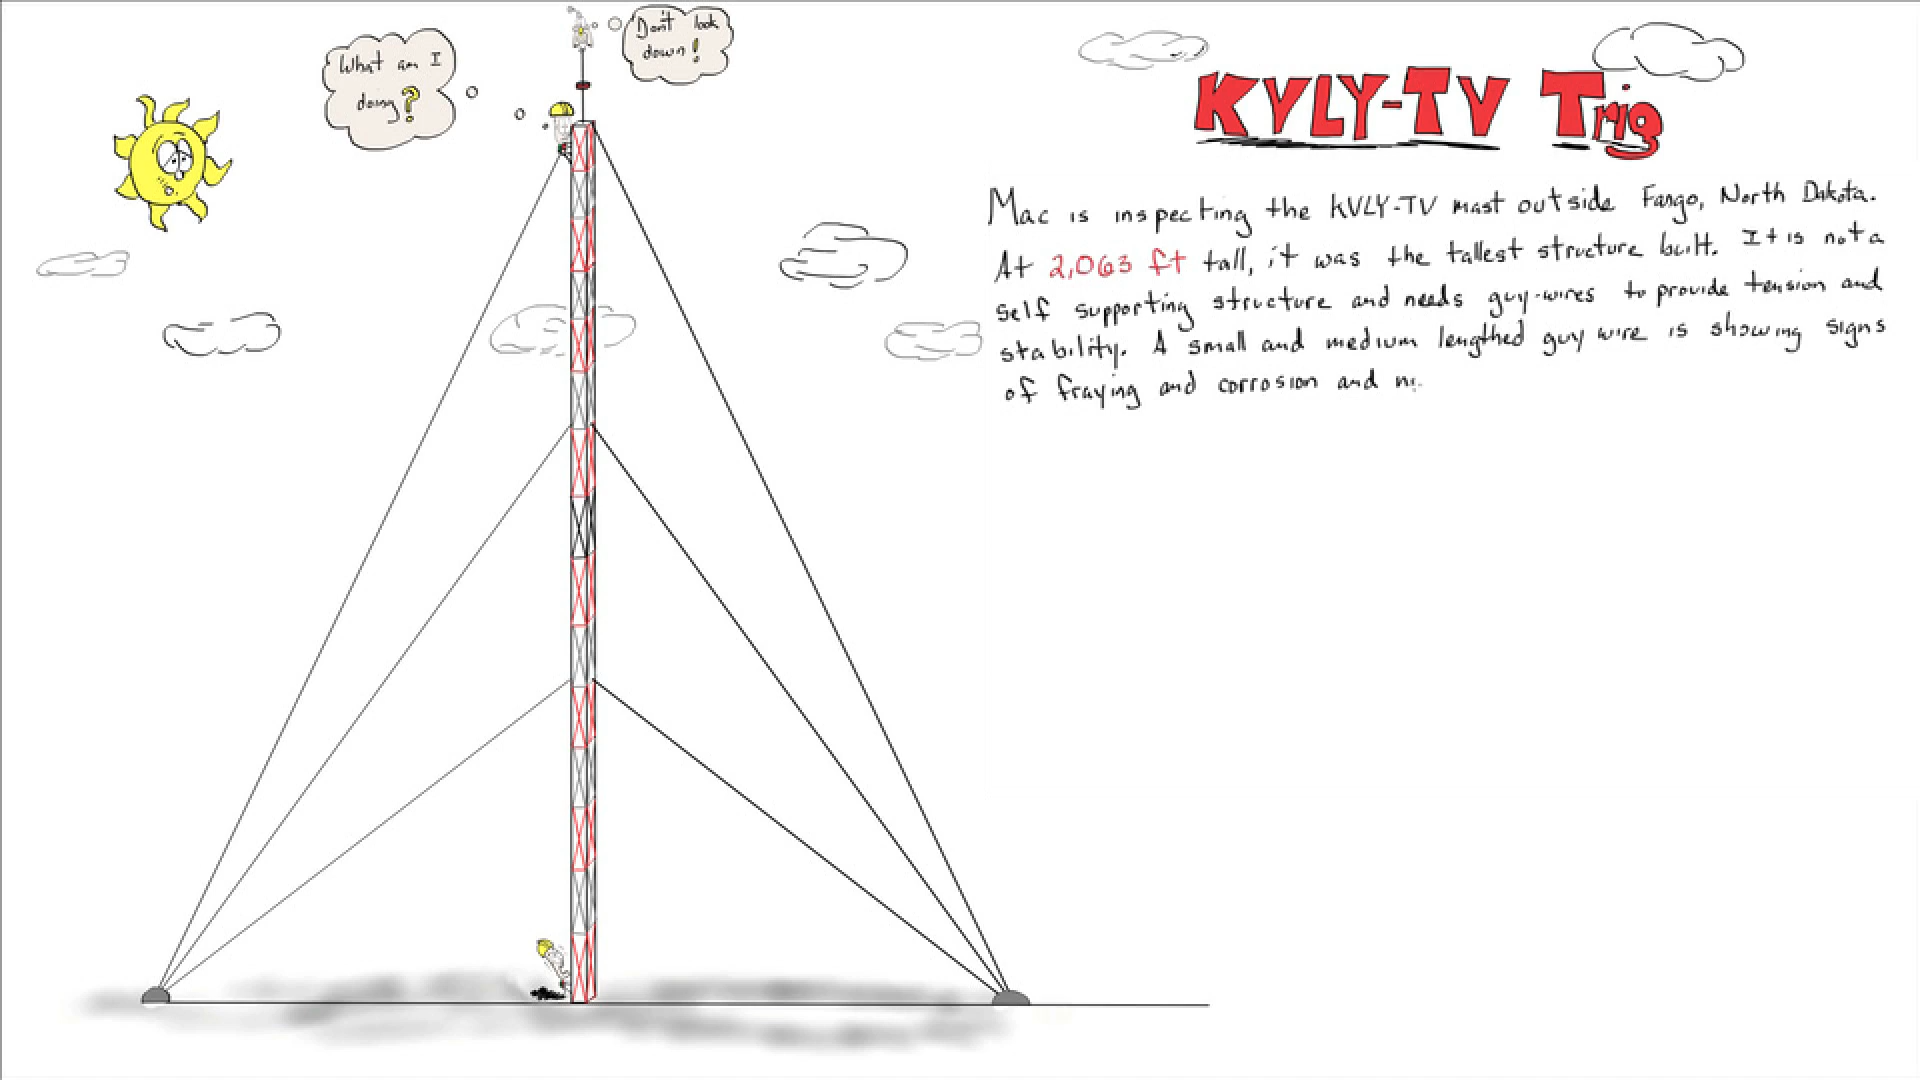 What am I
doing?
Don't look
down!
KVLY-TV Trig
Mac is inspecting the KVLY-TV mast outside Fargo, North Dakota.
At 2,063 ft tall, it was the tallest structure built. It is not a
self supporting structure and needs guy-wires to provide tension and
stability. A small and medium lengthed guy wire is showing signs
of fraying and corrosion and